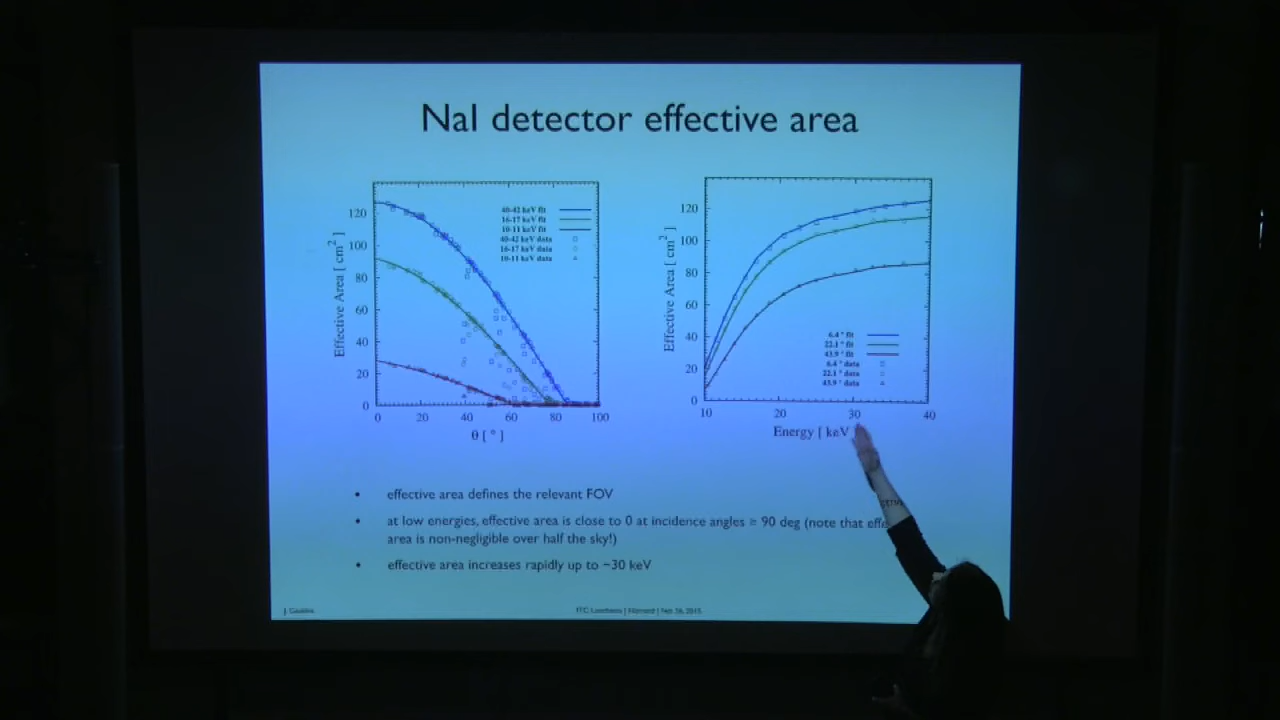 NaI detector effective area
Effective Area [ cm2 ]
120
100
80
60
40
20
0
40-42 keV fit
16-17 keV fit
10-11 keV fit
40-42 keV data
16-17 keV data
10-11 keV data
0 20 40 60 80 100
θ [ ° ]
Effective Area [ cm2 ]
120
100
80
60
40
20
0
6.4 ° fit
22.1 ° fit
43.9 ° fit
6.4 ° data
22.1 ° data
43.9 ° data
10 20 30 40
Energy [ keV
• effective area defines the relevant FOV
• at low energies, effective area is close to 0 at incidence angles ≥ 90 deg (note that effe
area is non-negligible over half the sky!)
• effective area increases rapidly up to ~30 keV
ITC Luncheon | Harvard | Feb 26, 2015